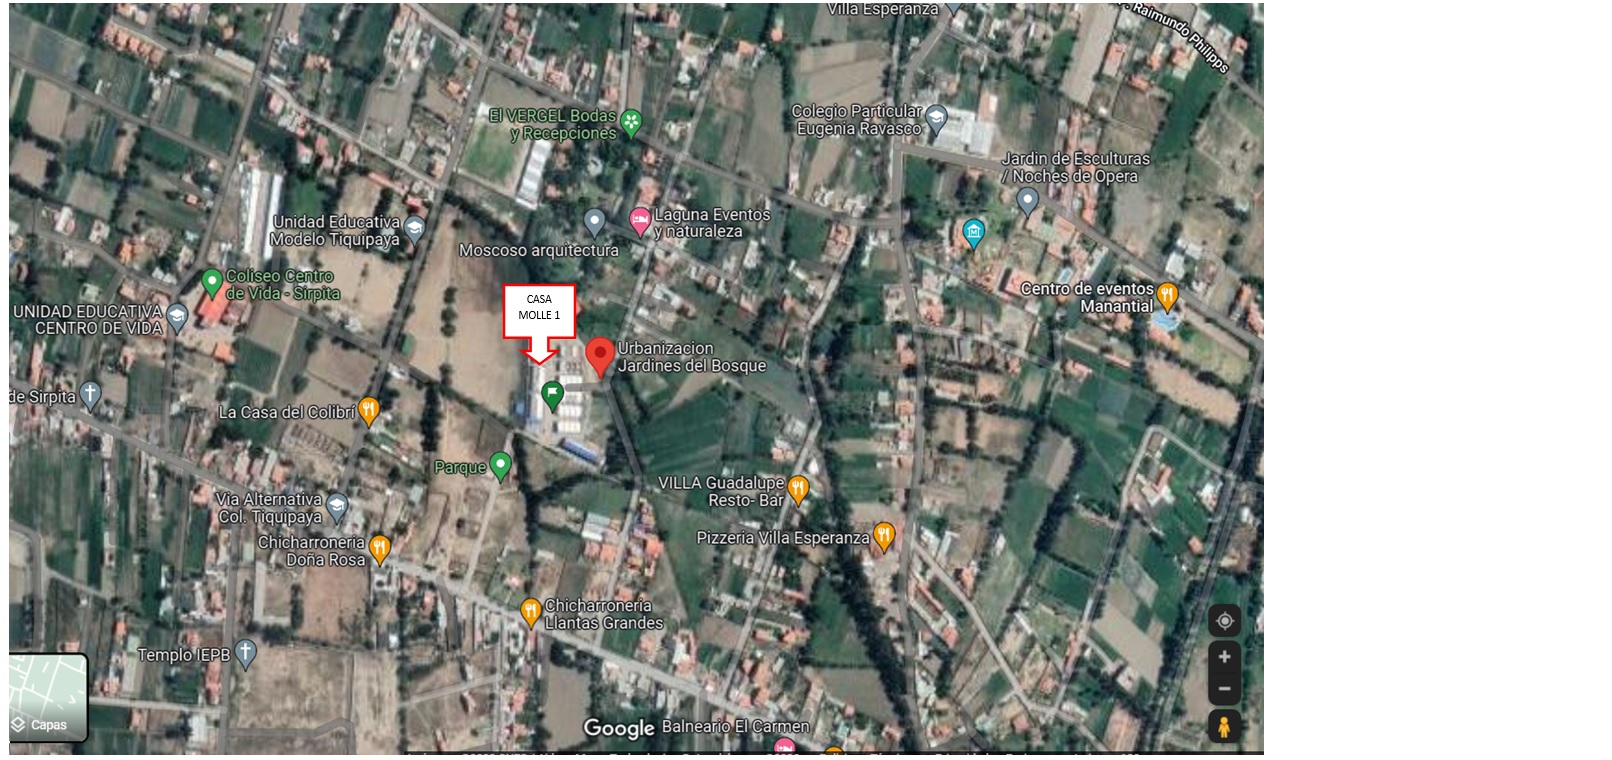 Villa Esperanza
. Raimundo Philipps
El VERGEL Bodas
y Recepciones
Colegio Particular
Eugenia Ravasco
Jardin de Esculturas
/ Noches de Opera
Unidad Educativa
Modelo Tiquipaya
Moscoso arquitectura
Laguna Eventos
y naturaleza
Coliseo Centro
de Vida - Sirpita
UNIDAD EDUCATIVA
CENTRO DE VIDA
CASA
MOLLE 1
Centro de eventos
Manantial
Urbanizacion
Jardines del Bosque
de Sirpita
La Casa del Colibrí
Parque
VILLA Guadalupe
Resto- Bar
Via Alternativa
Col. Tiquipaya
Pizzeria Villa Esperanza
Chicharroneria
Doña Rosa
Chicharroneria
Llantas Grandes
Templo IEPB
Capas
Google
Balneario El Carmen